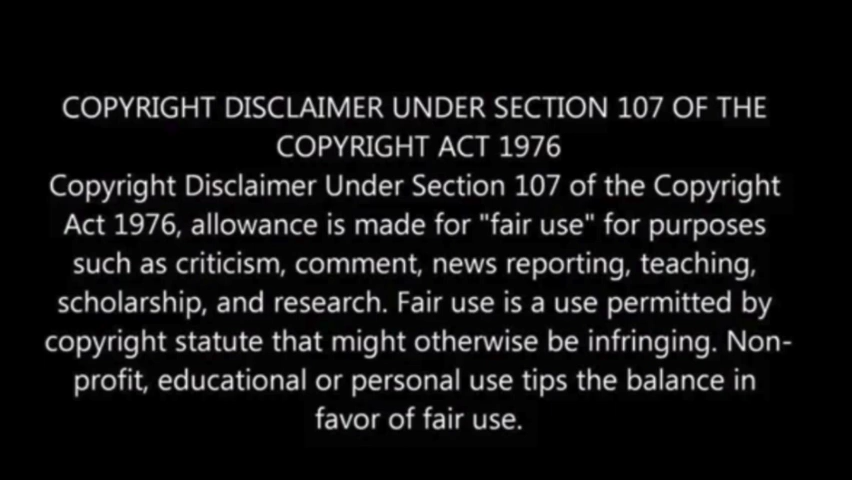 COPYRIGHT DISCLAIMER UNDER SECTION 107 OF THE
COPYRIGHT ACT 1976
Copyright Disclaimer Under Section 107 of the Copyright
Act 1976, allowance is made for "fair use" for purposes
such as criticism, comment, news reporting, teaching,
scholarship, and research. Fair use is a use permitted by
copyright statute that might otherwise be infringing. Non-
profit, educational or personal use tips the balance in
favor of fair use.